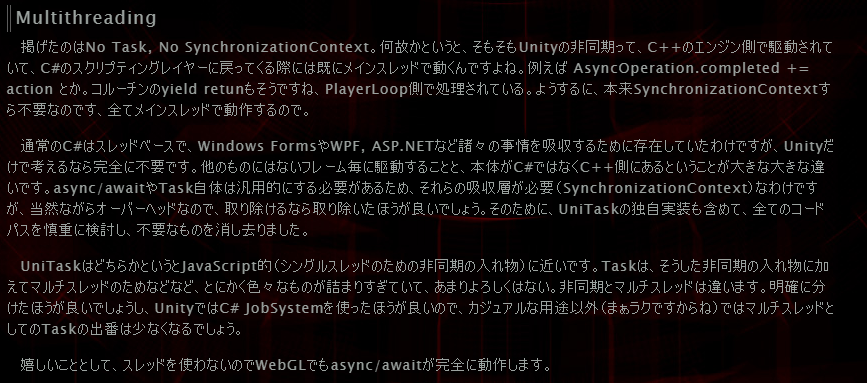 Multithreading
掲げたのはNo Task, No SynchronizationContext。何故かというと、そもそもUnityの非同期って、C++のエンジン側で駆動されて
いて、C#のスクリプティングレイヤーに戻ってくる際には既にメインスレッドで動くんですよね。例えば AsyncOperation.completed +=
action とか。コルーチンのyield retunもそうですね、PlayerLoop側で処理されている。ようするに、本来SynchronizationContextす
ら不要なのです、全てメインスレッドで動作するので。
通常のC#はスレッドベースで、Windows FormsやWPF, ASP.NETなど諸々の事情を吸収するために存在していたわけですが、Unityだ
けで考えるなら完全に不要です。他のものにはないフレーム毎に駆動することと、本体がC#ではなくC++側にあるということが大きな大きな違
いです。async/awaitやTask自体は汎用的にする必要があるため、それらの吸収層が必要(SynchronizationContext)なわけです
が、当然ながらオーバーヘッドなので、取り除けるなら取り除いたほうが良いでしょう。そのために、UniTaskの独自実装も含めて、全てのコード
パスを慎重に検討し、不要なものを消し去りました。
UniTaskはどちらかというとJavaScript的(シングルスレッドのための非同期の入れ物)に近いです。Taskは、そうした非同期の入れ物に加
えてマルチスレッドのためなどなど、とにかく色々なものが詰まりすぎていて、あまりよろしくはない。非同期とマルチスレッドは違います。明確に分
けたほうが良いでしょうし、UnityではC# JobSystemを使ったほうが良いので、カジュアルな用途以外(まぁラクですからね)ではマルチスレッドと
してのTaskの出番は少なくなるでしょう。
嬉しいこととして、スレッドを使わないのでWebGLでもasync/awaitが完全に動作します。